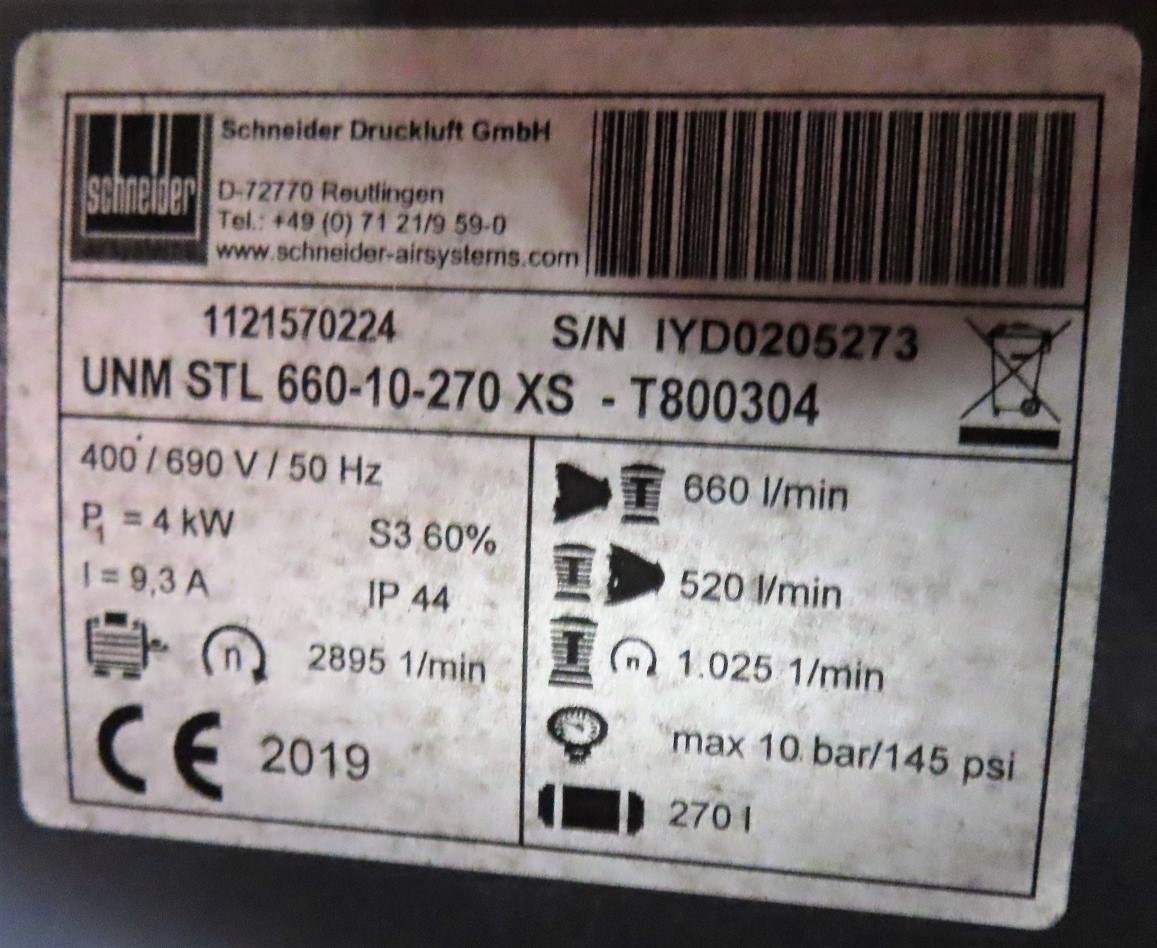 Schneider Druckluft GmbH
schneider
D-72770 Reutlingen
Tel.: +49 (0) 71 21/9 59-0
www.schneider-airsystems.com
1121570224 S/N IYD0205273
UNM STL 660-10-270 XS - T800304
400 / 690 V / 50 Hz
P1 = 4 kW S3 60%
I = 9,3 A IP 44
n 2895 1/min
CE 2019
660 l/min
520 l/min
n 1.025 1/min
max 10 bar/145 psi
270 l